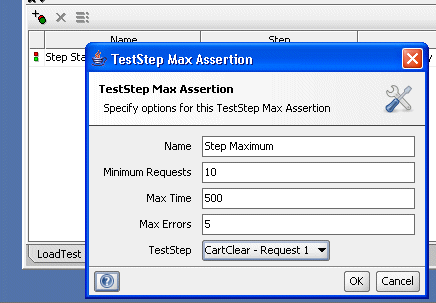 Name Step
Step Sta
TestStep Max Assertion
TestStep Max Assertion
Specify options for this TestStep Max Assertion
Name Step Maximum
Minimum Requests 10
Max Time 500
Max Errors 5
TestStep CartClear - Request 1
LoadTest
OK Cancel